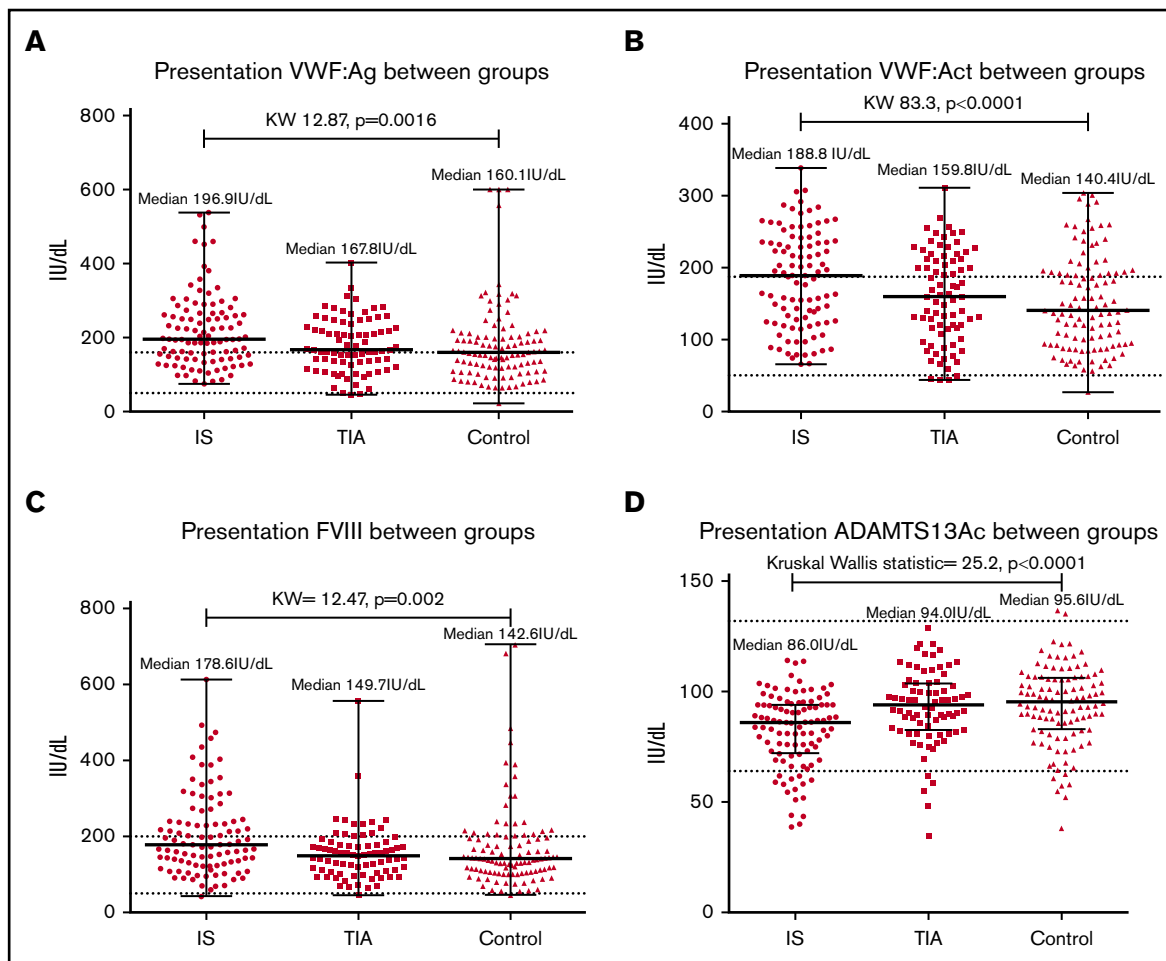 A
Presentation VWF:Ag between groups
KW 12.87, p=0.0016
Median 196.9IU/dL
Median 167.8IU/dL
Median 160.1IU/dL
IU/dL
800
600
400
200
0
IS
TIA
Control
B
Presentation VWF:Act between groups
KW 83.3, p<0.0001
Median 188.8 IU/dL
Median 159.8IU/dL
Median 140.4IU/dL
IU/dL
400
300
200
100
0
IS
TIA
Control
C
Presentation FVIII between groups
KW= 12.47, p=0.002
Median 178.6IU/dL
Median 149.7IU/dL
Median 142.6IU/dL
IU/dL
800
600
400
200
0
IS
TIA
Control
D
Presentation ADAMTS13Ac between groups
Kruskal Wallis statistic= 25.2, p<0.0001
Median 86.0IU/dL
Median 94.0IU/dL
Median 95.6IU/dL
IU/dL
150
100
50
0
IS
TIA
Control